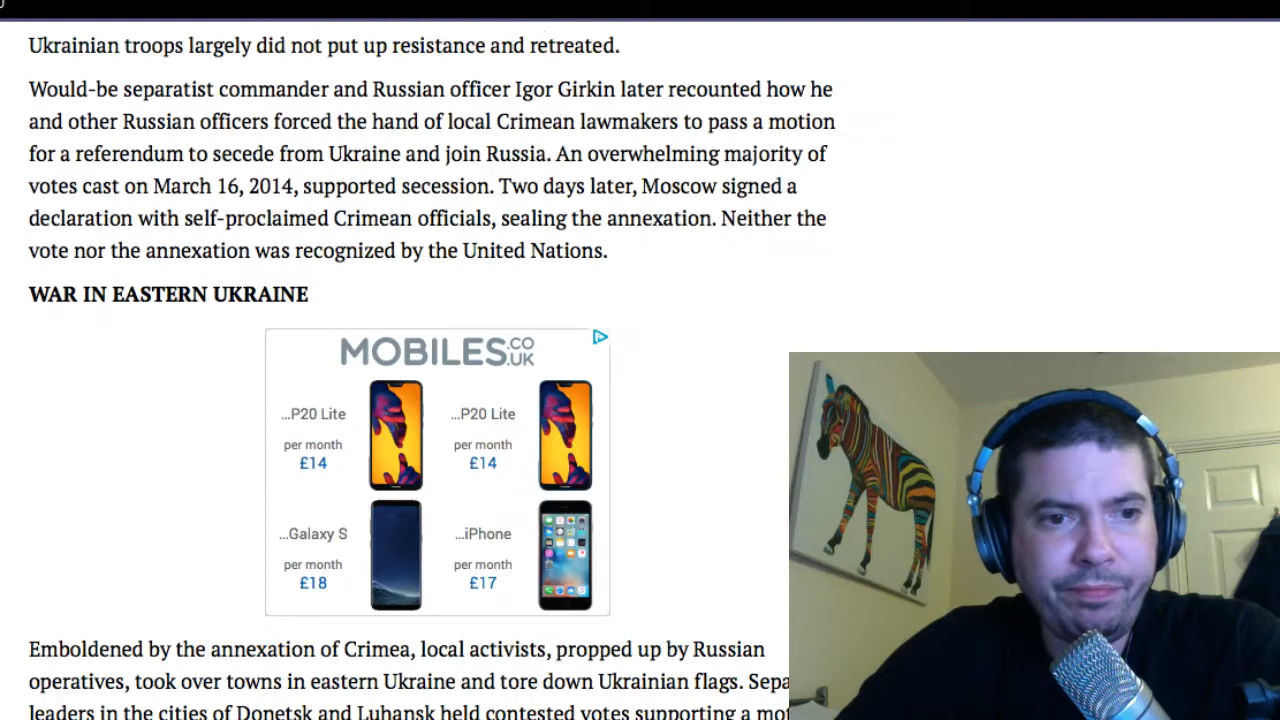 Ukrainian troops largely did not put up resistance and retreated.
Would-be separatist commander and Russian officer Igor Girkin later recounted how he
and other Russian officers forced the hand of local Crimean lawmakers to pass a motion
for a referendum to secede from Ukraine and join Russia. An overwhelming majority of
votes cast on March 16, 2014, supported secession. Two days later, Moscow signed a
declaration with self-proclaimed Crimean officials, sealing the annexation. Neither the
vote nor the annexation was recognized by the United Nations.
WAR IN EASTERN UKRAINE
MOBILES.CO.UK
...P20 Lite
per month
£14
...P20 Lite
per month
£14
...Galaxy S
per month
£18
...iPhone
per month
£17
Emboldened by the annexation of Crimea, local activists, propped up by Russian
operatives, took over towns in eastern Ukraine and tore down Ukrainian flags. Sepa
leaders in the cities of Donetsk and Luhansk held contested votes supporting a mo